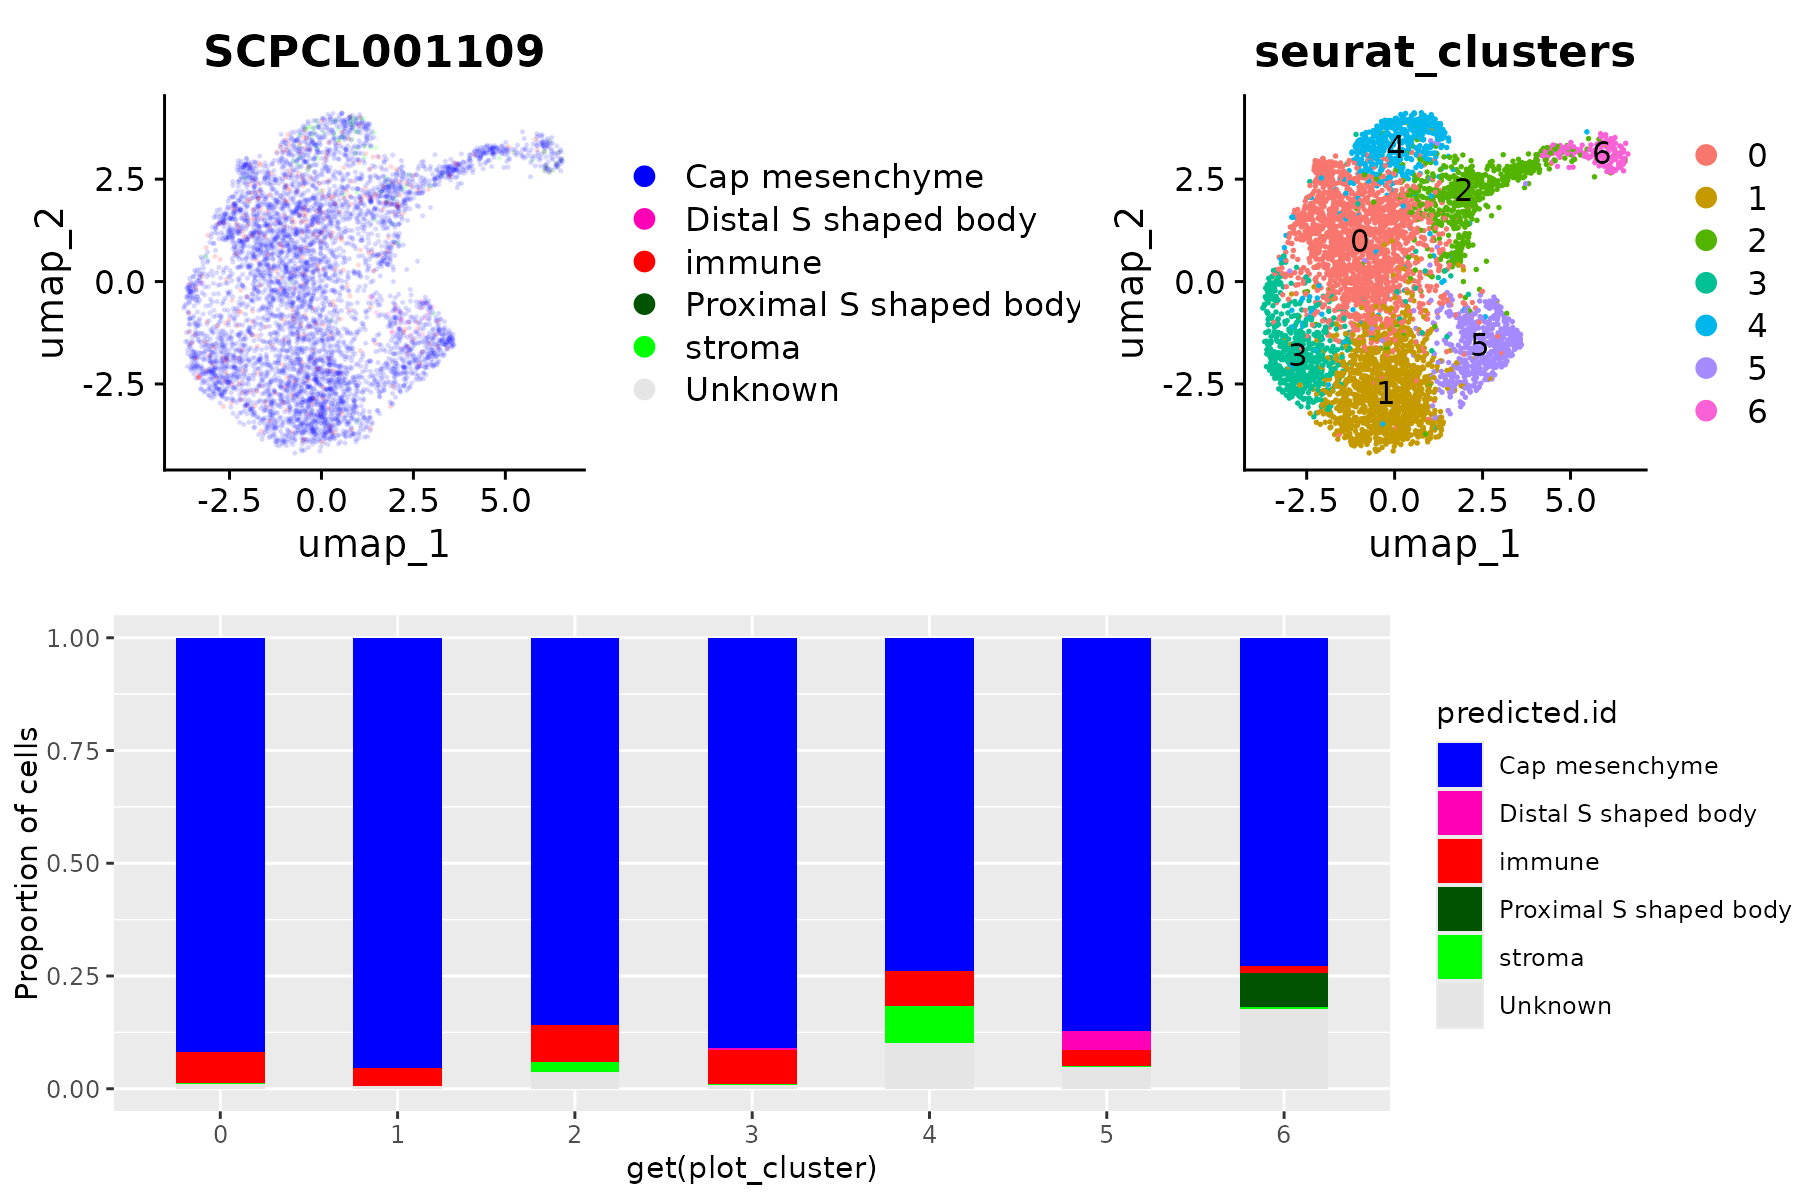 SCPCL001109
umap_2
2.5
0.0
-2.5
-2.5 0.0 2.5 5.0
umap_1
Cap mesenchyme
Distal S shaped body
immune
Proximal S shaped body
stroma
Unknown
seurat_clusters
umap_2
2.5
0.0
-2.5
-2.5 0.0 2.5 5.0
umap_1
4
6
2
0
5
3
1
0
1
2
3
4
5
6
Proportion of cells
1.00
0.75
0.50
0.25
0.00
0 1 2 3 4 5 6
get(plot_cluster)
predicted.id
Cap mesenchyme
Distal S shaped body
immune
Proximal S shaped body
stroma
Unknown